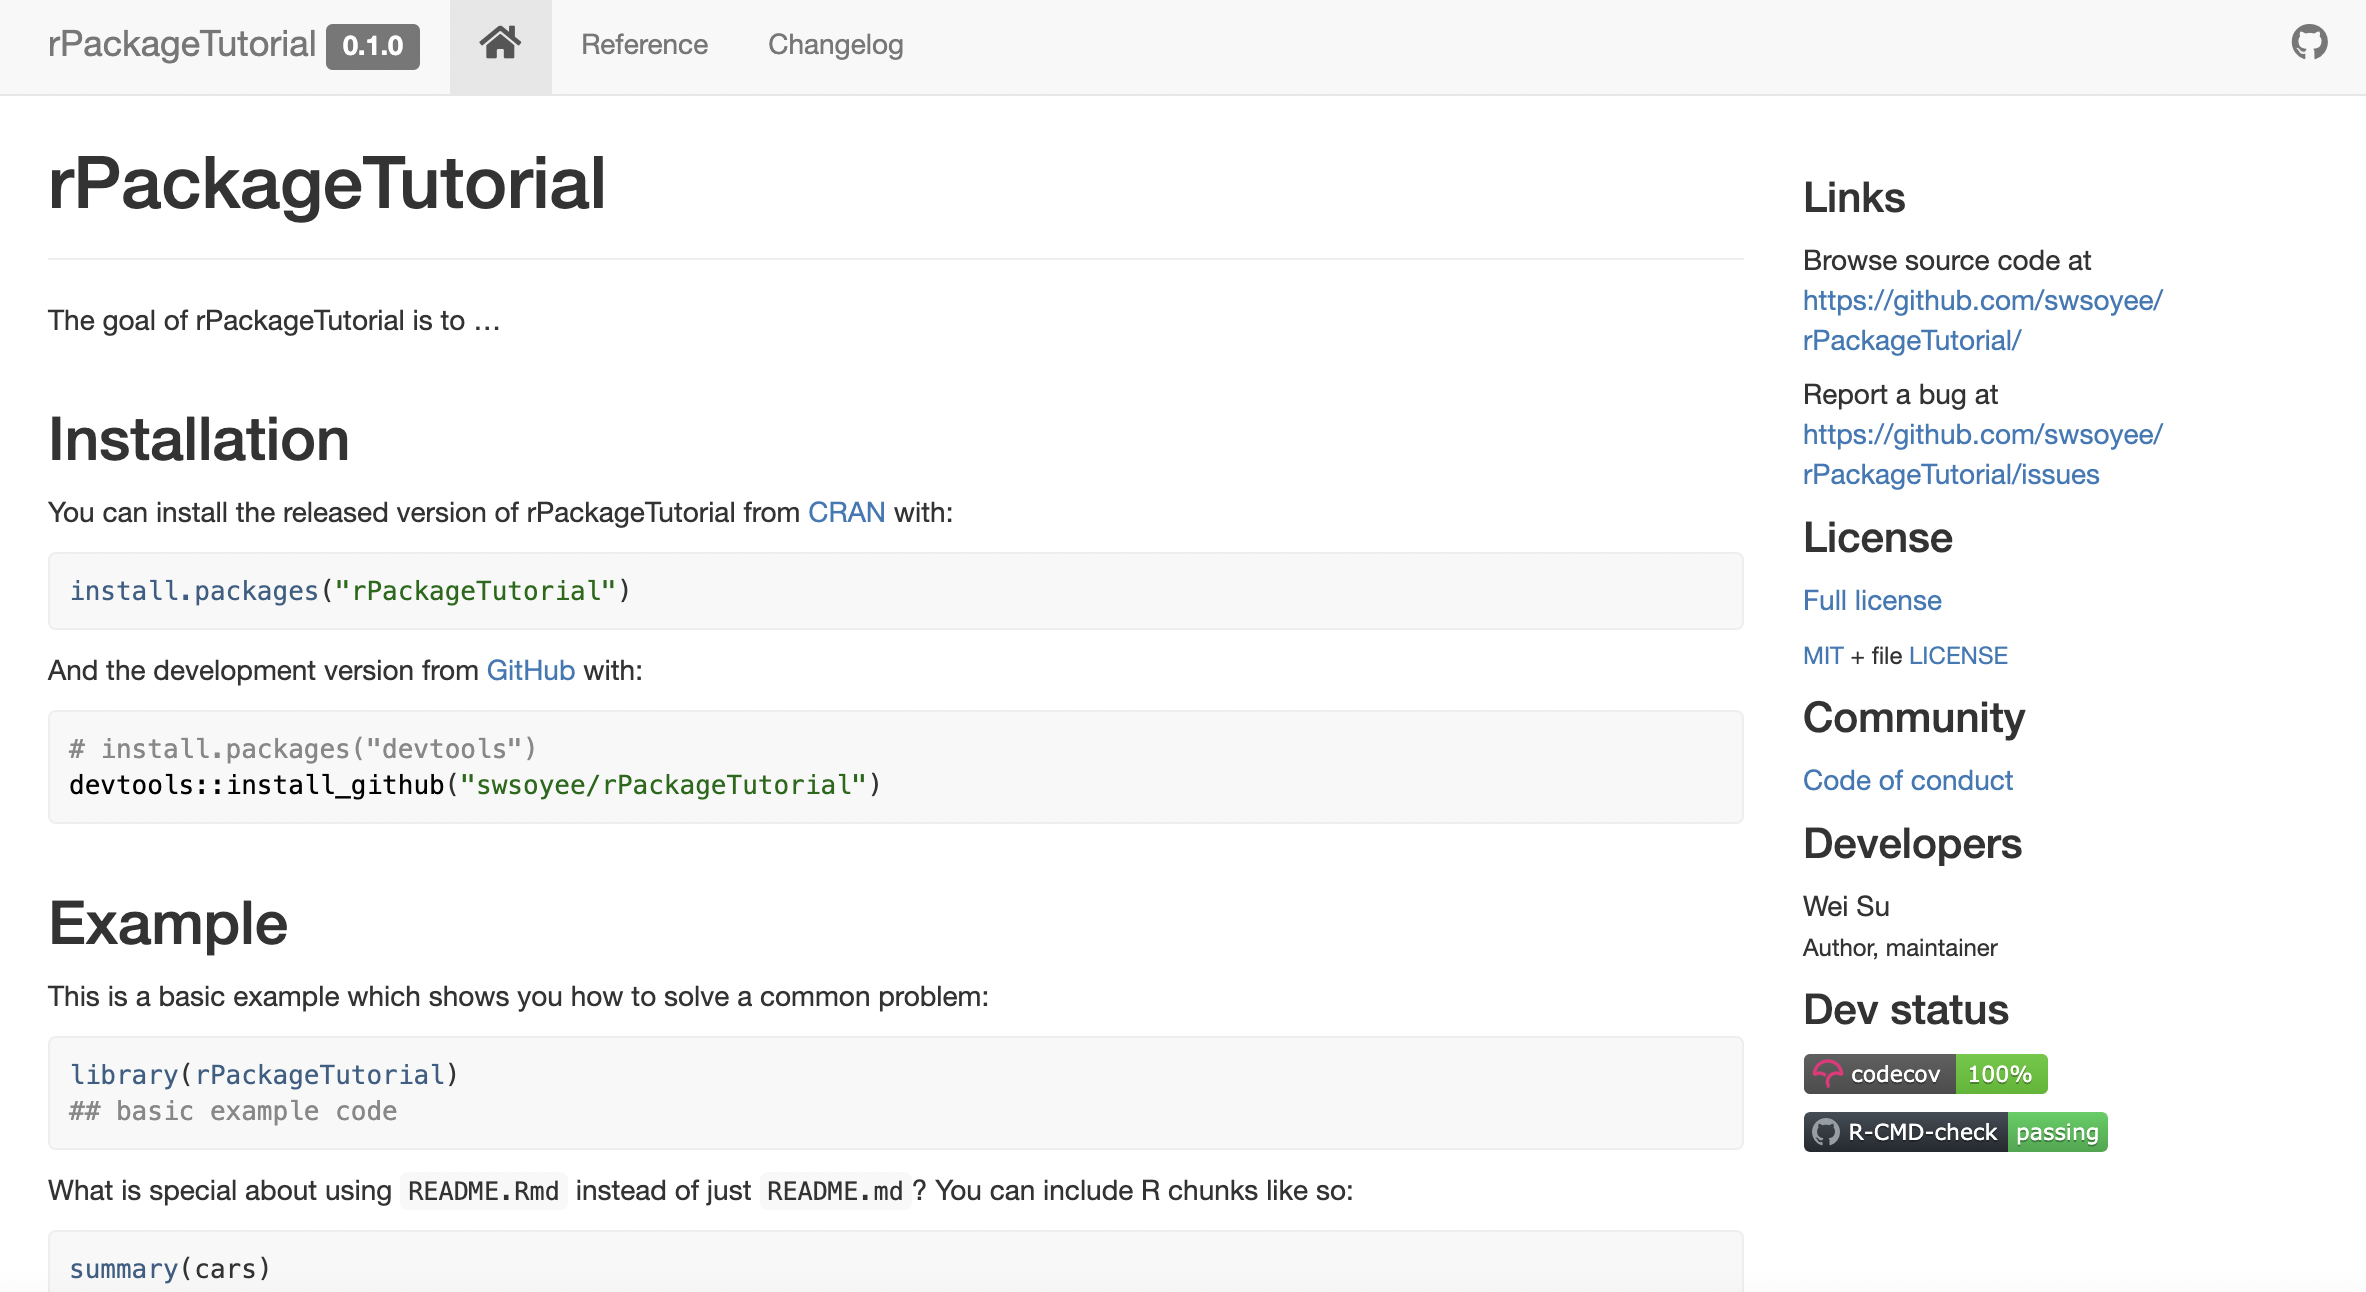 rPackageTutorial 0.1.0 Reference Changelog
rPackageTutorial
The goal of rPackageTutorial is to …
Installation
You can install the released version of rPackageTutorial from CRAN with:
install.packages("rPackageTutorial")
And the development version from GitHub with:
# install.packages("devtools")
devtools::install_github("swsoyee/rPackageTutorial")
Example
This is a basic example which shows you how to solve a common problem:
library(rPackageTutorial)
## basic example code
What is special about using README.Rmd instead of just README.md ? You can include R chunks like so:
summary(cars)
Links
Browse source code at
https://github.com/swsoyee/
rPackageTutorial/
Report a bug at
https://github.com/swsoyee/
rPackageTutorial/issues
License
Full license
MIT + file LICENSE
Community
Code of conduct
Developers
Wei Su
Author, maintainer
Dev status
codecov 100%
R-CMD-check passing